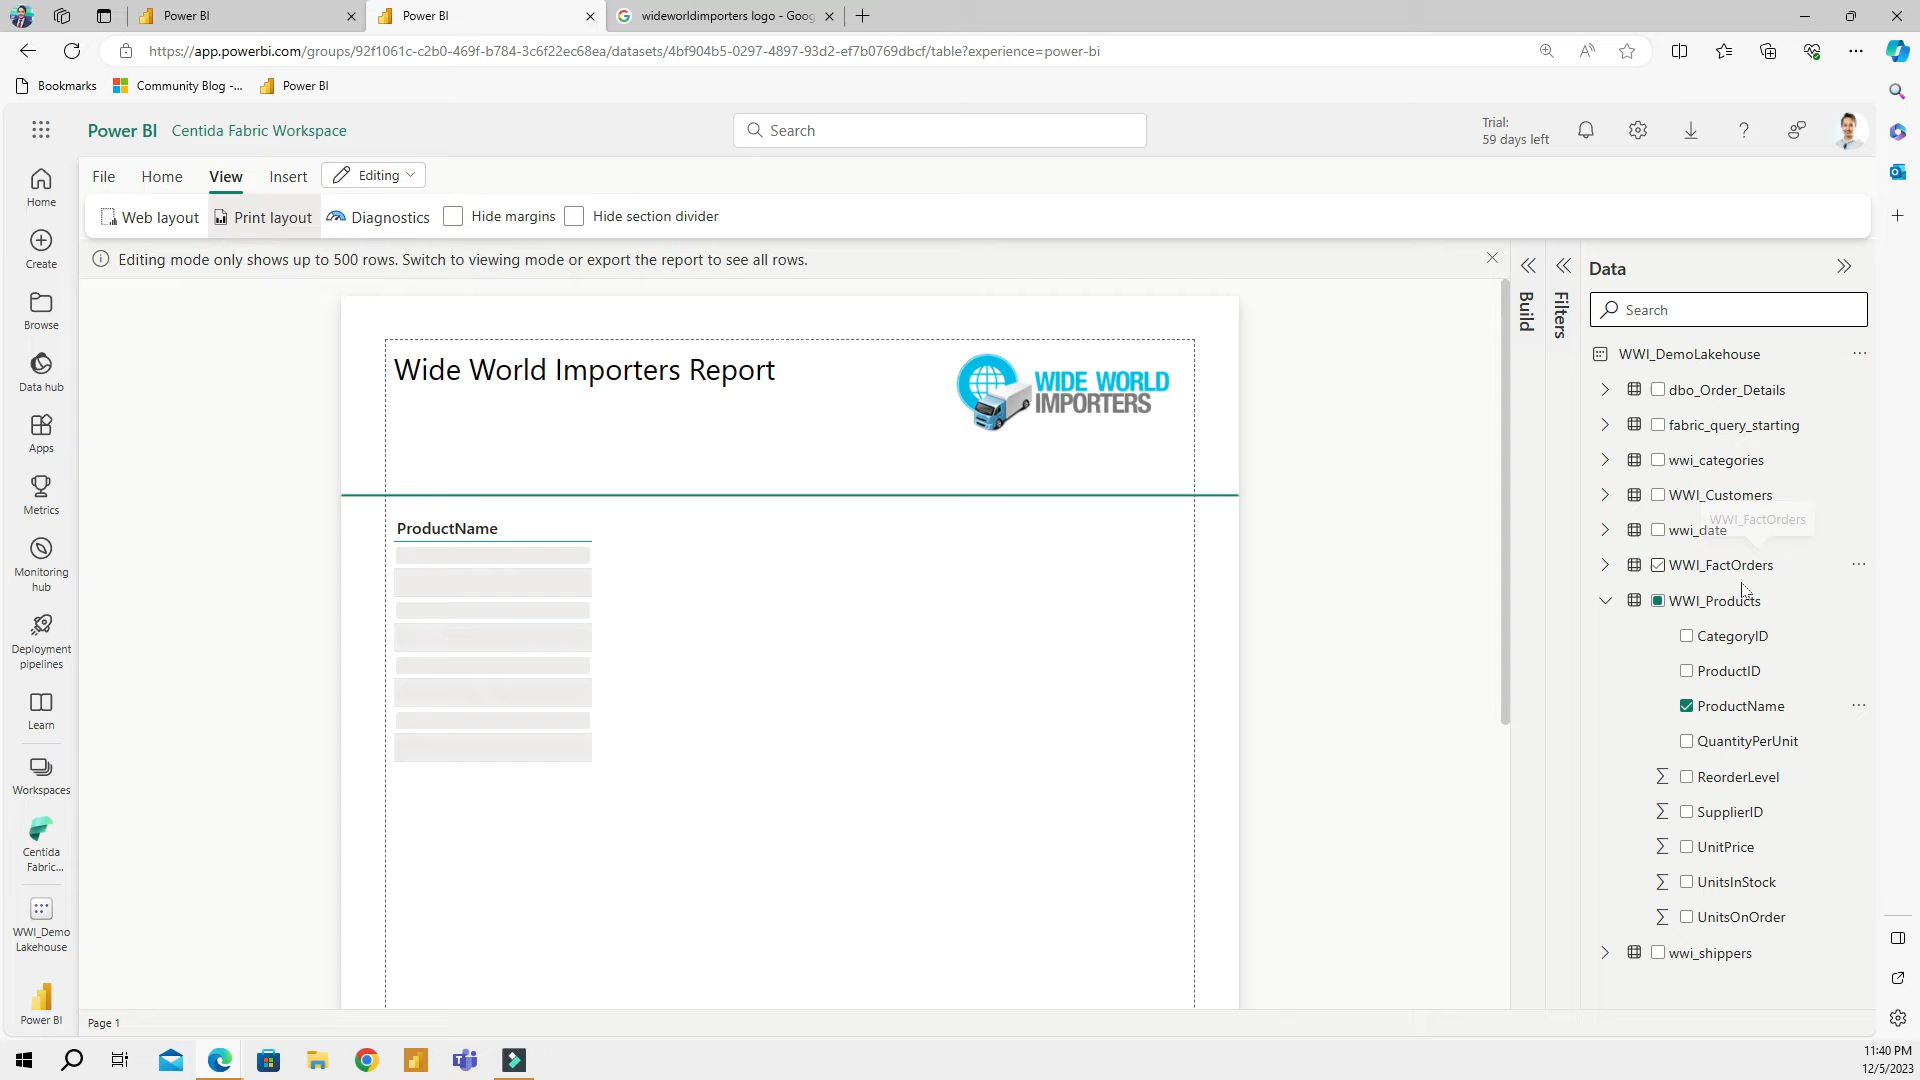 Power BI
Power BI
wideworldimporters logo - Goog
https://app.powerbi.com/groups/92f1061c-c2b0-469f-b784-3c6f22ec68ea/datasets/4bf904b5-0297-4897-93d2-ef7b0769dbcf/table?experience=power-bi
Bookmarks
Community Blog -...
Power BI
Power BI Centida Fabric Workspace
Search
Trial:
59 days left
File
Home
View
Insert
Editing
Web layout
Print layout
Diagnostics
Hide margins
Hide section divider
Editing mode only shows up to 500 rows. Switch to viewing mode or export the report to see all rows.
Home
Create
Browse
Data hub
Apps
Metrics
Monitoring
hub
Deployment
pipelines
Learn
Workspaces
Centida
Fabric...
WWI_Demo
Lakehouse
Power BI
Wide World Importers Report
WIDE WORLD
IMPORTERS
ProductName
Build
Filters
Data
Search
WWI_DemoLakehouse
dbo_Order_Details
fabric_query_starting
wwi_categories
WWI_Customers
WWI_FactOrders
wwi_date
WWI_FactOrders
WWI_Products
CategoryID
ProductID
ProductName
QuantityPerUnit
ReorderLevel
SupplierID
UnitPrice
UnitsInStock
UnitsOnOrder
wwi_shippers
Page 1
11:40 PM
12/5/2023